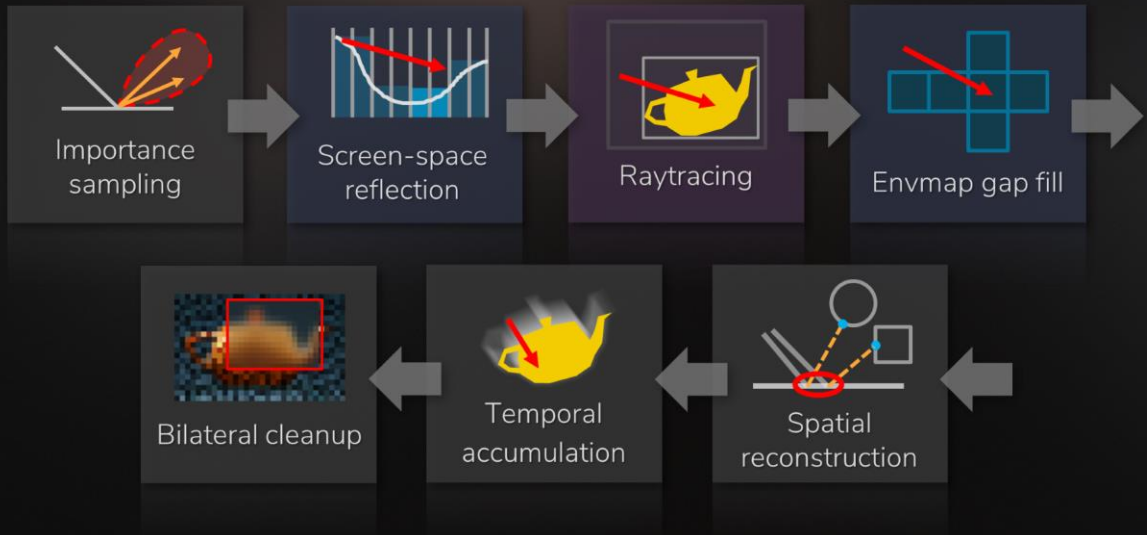 Importance
sampling
Screen-space
reflection
Raytracing
Envmap gap fill
Spatial
reconstruction
Temporal
accumulation
Bilateral cleanup